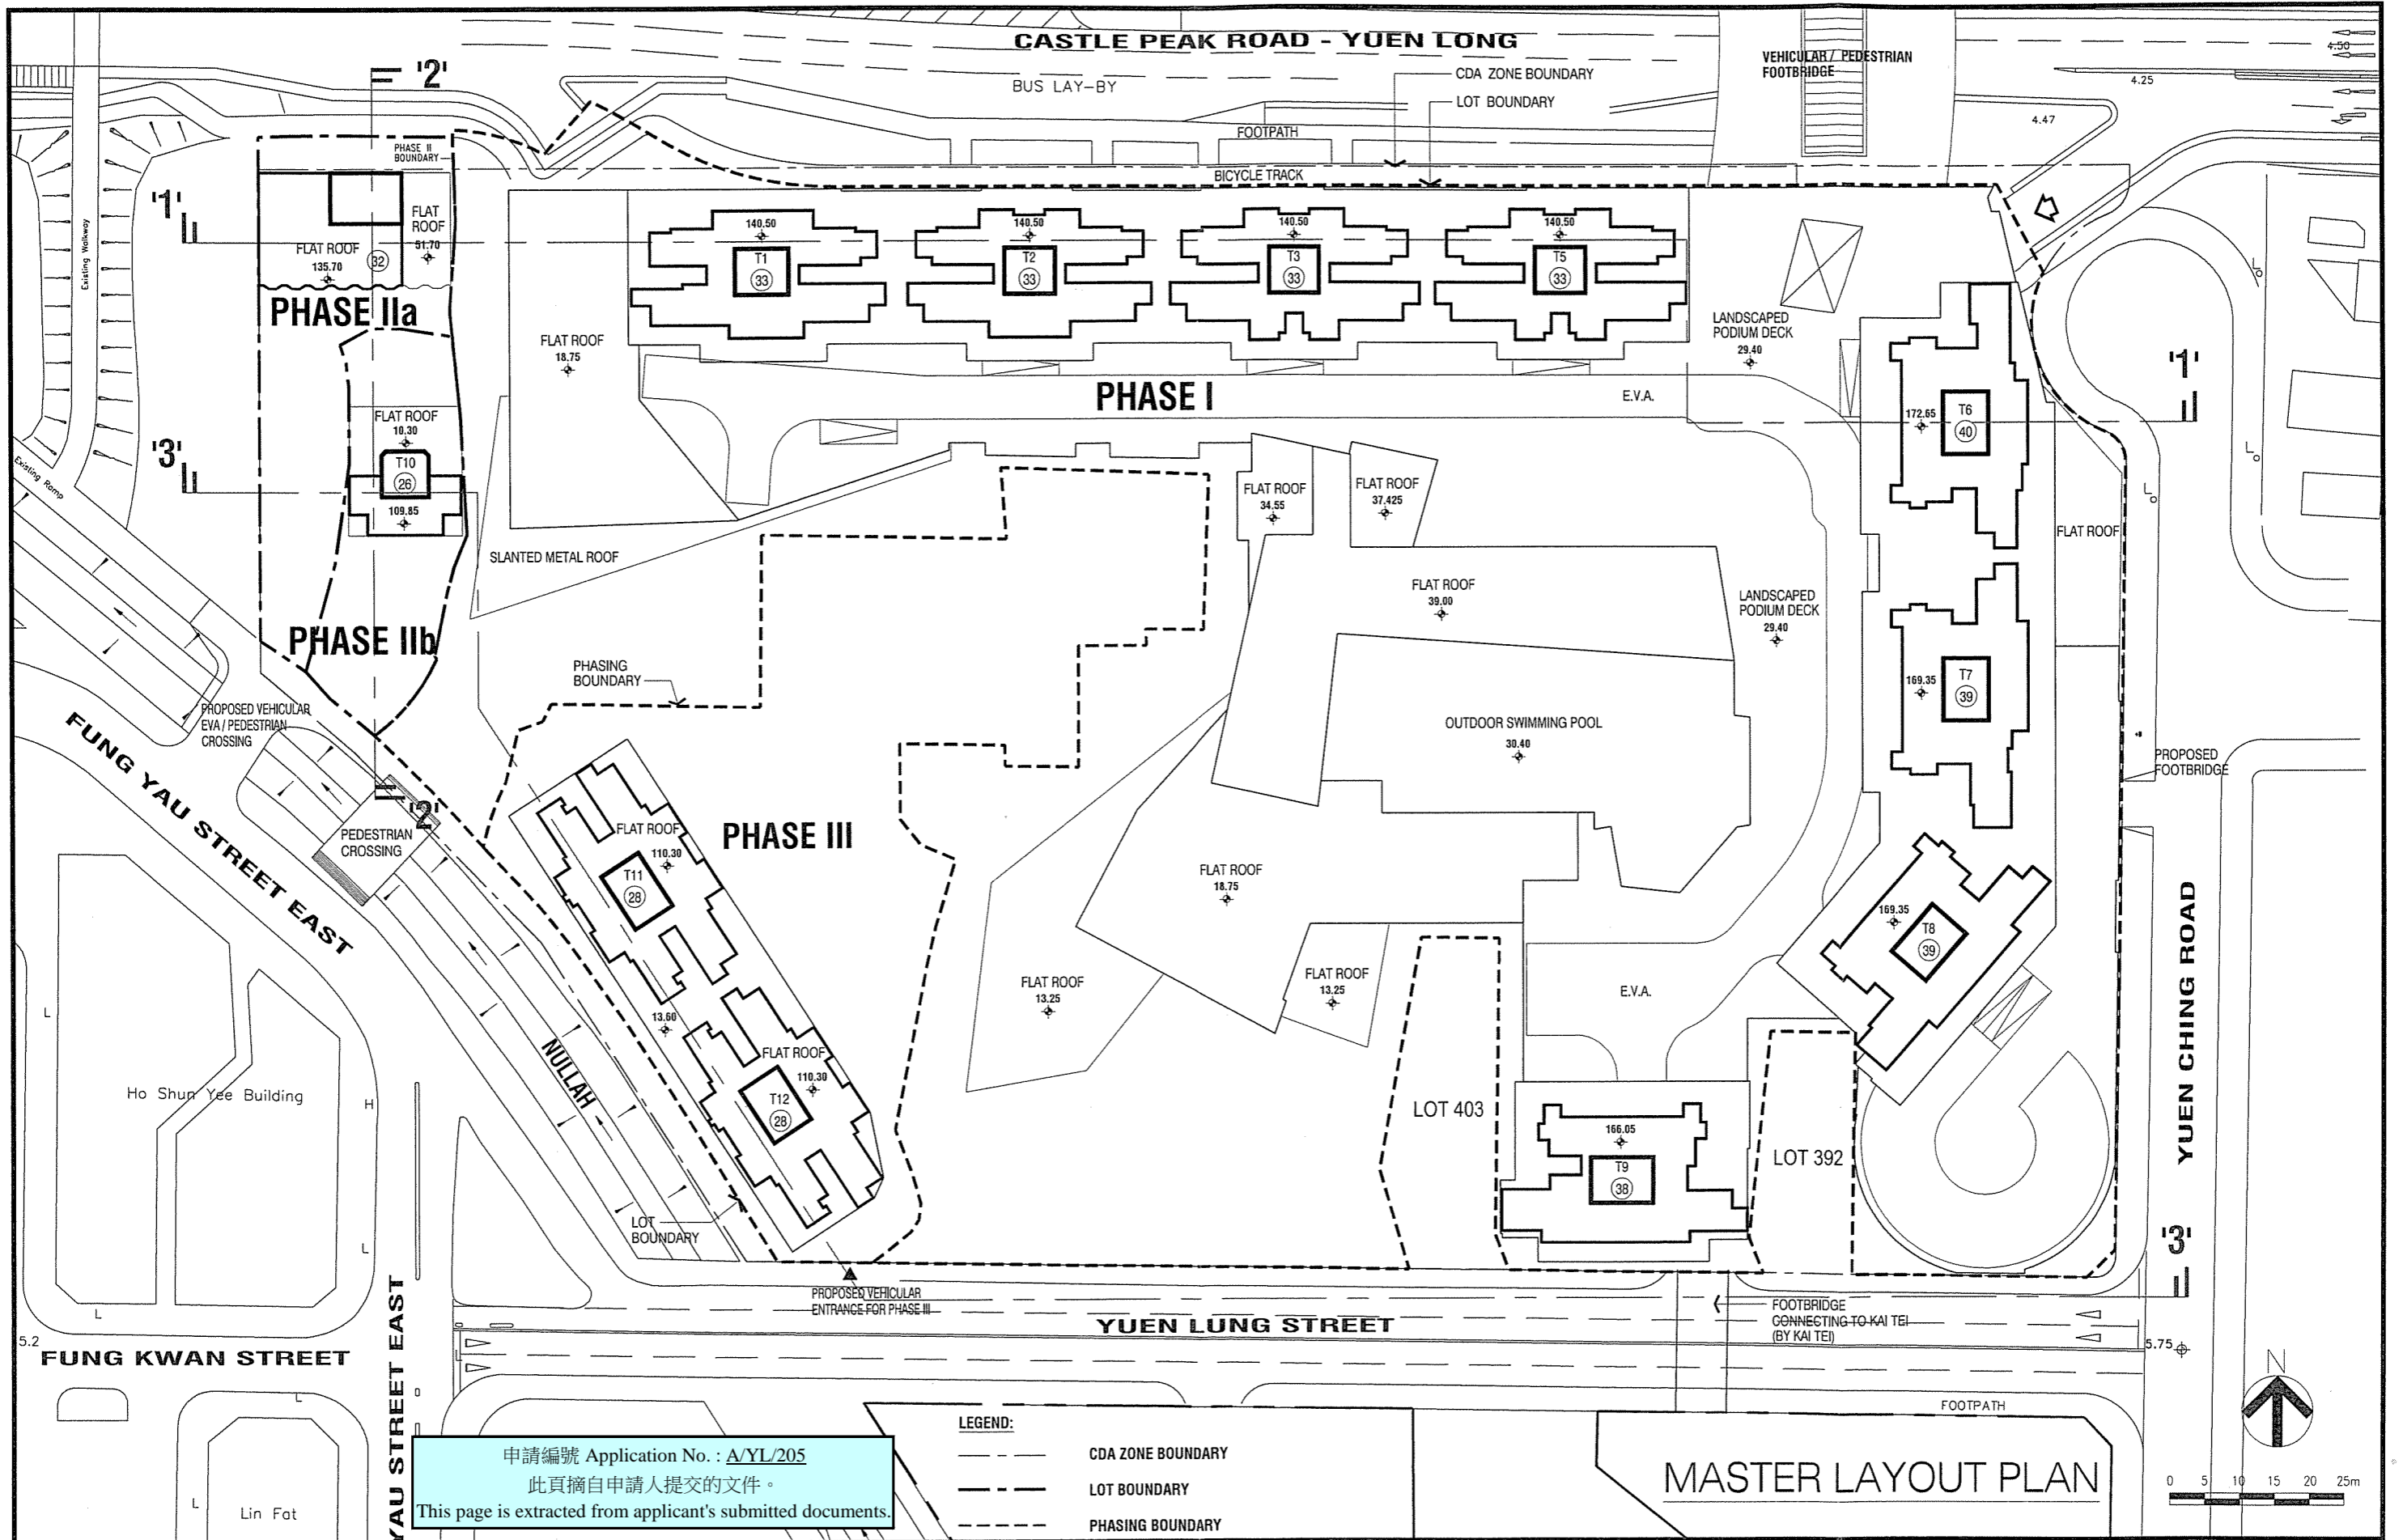 CASTLE PEAK ROAD - YUEN LONG
BUS LAY-BY
CDA ZONE BOUNDARY
LOT BOUNDARY
VEHICULAR / PEDESTRIAN
FOOTBRIDGE
4.50
4.25
4.47
FOOTPATH
BICYCLE TRACK
'2'
PHASE II
BOUNDARY
'1'
Existing Walkway
FLAT ROOF
135.70
32
FLAT
ROOF
51.70
PHASE IIa
FLAT ROOF
10.30
T10
26
109.85
'3'
Existing Ramp
PHASE IIb
FLAT ROOF
18.75
140.50
T1
33
140.50
T2
33
140.50
T3
33
140.50
T5
33
LANDSCAPED
PODIUM DECK
29.40
PHASE I
E.V.A.
172.65
T6
40
'1'
FLAT ROOF
SLANTED METAL ROOF
FLAT ROOF
34.55
FLAT ROOF
37.425
FLAT ROOF
39.00
LANDSCAPED
PODIUM DECK
29.40
169.35
T7
39
PHASING
BOUNDARY
OUTDOOR SWIMMING POOL
30.40
PROPOSED
FOOTBRIDGE
PROPOSED VEHICULAR
EVA / PEDESTRIAN
CROSSING
FUNG YAU STREET EAST
'2'
PEDESTRIAN
CROSSING
FLAT ROOF
110.30
T11
28
PHASE III
FLAT ROOF
18.75
169.35
T8
39
YUEN CHING ROAD
FLAT ROOF
13.25
FLAT ROOF
13.25
E.V.A.
13.60
FLAT ROOF
110.30
T12
28
NULLAH
LOT 403
166.05
T9
38
LOT 392
L
Ho Shun Yee Building
H
L
L
LOT
BOUNDARY
'3'
PROPOSED VEHICULAR
ENTRANCE FOR PHASE III
YUEN LUNG STREET
FOOTBRIDGE
CONNECTING TO KAI TEI
(BY KAI TEI)
5.75
5.2
FUNG KWAN STREET
YAU STREET EAST
L
L
Lin Fat
FOOTPATH
N
申請編號 Application No. : A/YL/205
此頁摘自申請人提交的文件。
This page is extracted from applicant's submitted documents.
LEGEND:
CDA ZONE BOUNDARY
LOT BOUNDARY
PHASING BOUNDARY
MASTER LAYOUT PLAN
0 5 10 15 20 25m